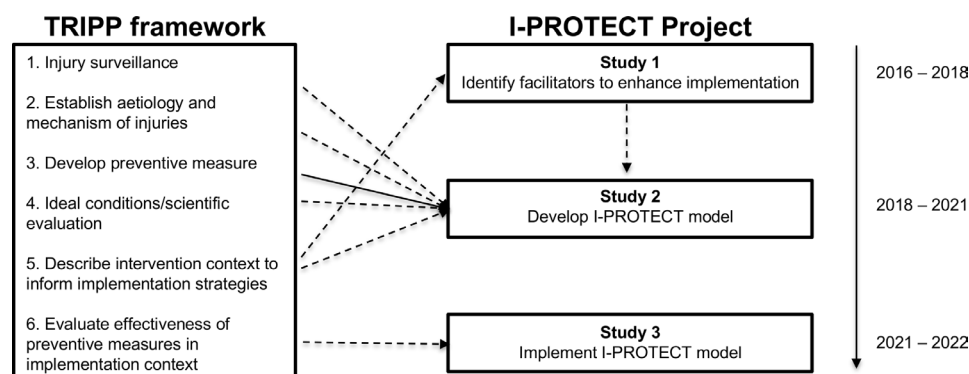 TRIPP framework
1. Injury surveillance
2. Establish aetiology and
mechanism of injuries
3. Develop preventive measure
4. Ideal conditions/scientific
evaluation
5. Describe intervention context to
inform implementation strategies
6. Evaluate effectiveness of
preventive measures in
implementation context
I-PROTECT Project
Study 1
Identify facilitators to enhance implementation
Study 2
Develop I-PROTECT model
Study 3
Implement I-PROTECT model
2016 – 2018
2018 – 2021
2021 – 2022